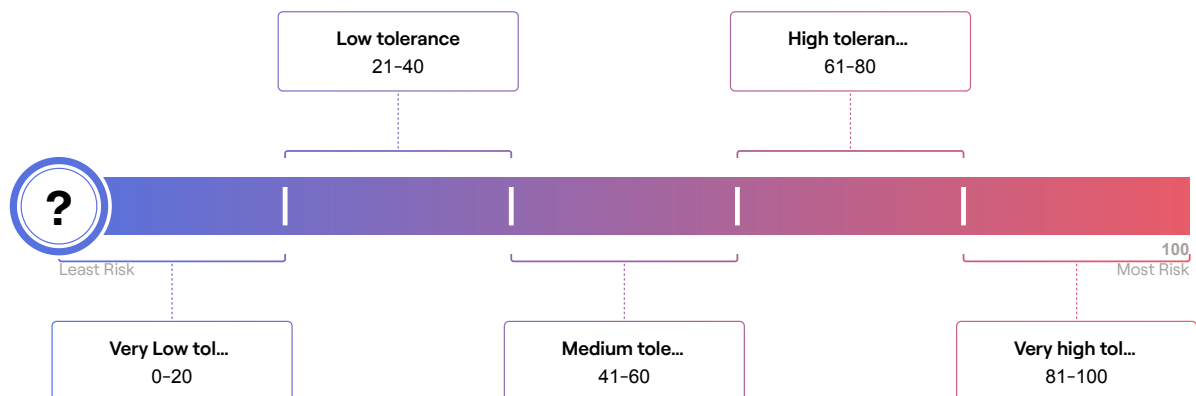 Low tolerance
21-40
High toleran...
61-80
?
100
Least Risk
Most Risk
Very Low tol...
0-20
Medium tole...
41-60
Very high tol...
81-100